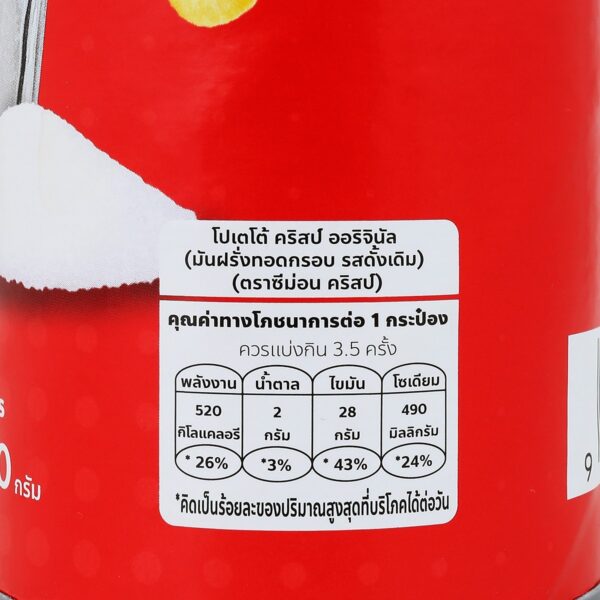 โปเตโต้ คริสป์ ออริจินัล
(มันฝรั่งทอดกรอบ รสดั้งเดิม)
(ตราซีม่อน คริสป์)
คุณค่าทางโภชนาการต่อ 1 กระป๋อง
ควรแบ่งกิน 3.5 ครั้ง
พลังงาน น้ำตาล ไขมัน โซเดียม
520 2 28 490
กิโลแคลอรี กรัม กรัม มิลลิกรัม
*26% *3% *43% *24%
*คิดเป็นร้อยละของปริมาณสูงสุดที่บริโภคได้ต่อวัน
กรัม
9